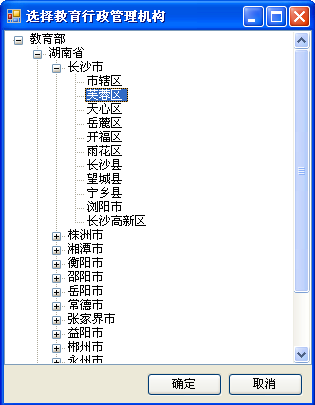 选择教育行政管理机构
教育部
湖南省
长沙市
市辖区
芙蓉区
天心区
岳麓区
开福区
雨花区
长沙县
望城县
宁乡县
浏阳市
长沙高新区
株洲市
湘潭市
衡阳市
邵阳市
岳阳市
常德市
张家界市
益阳市
郴州市
永州市
确定
取消